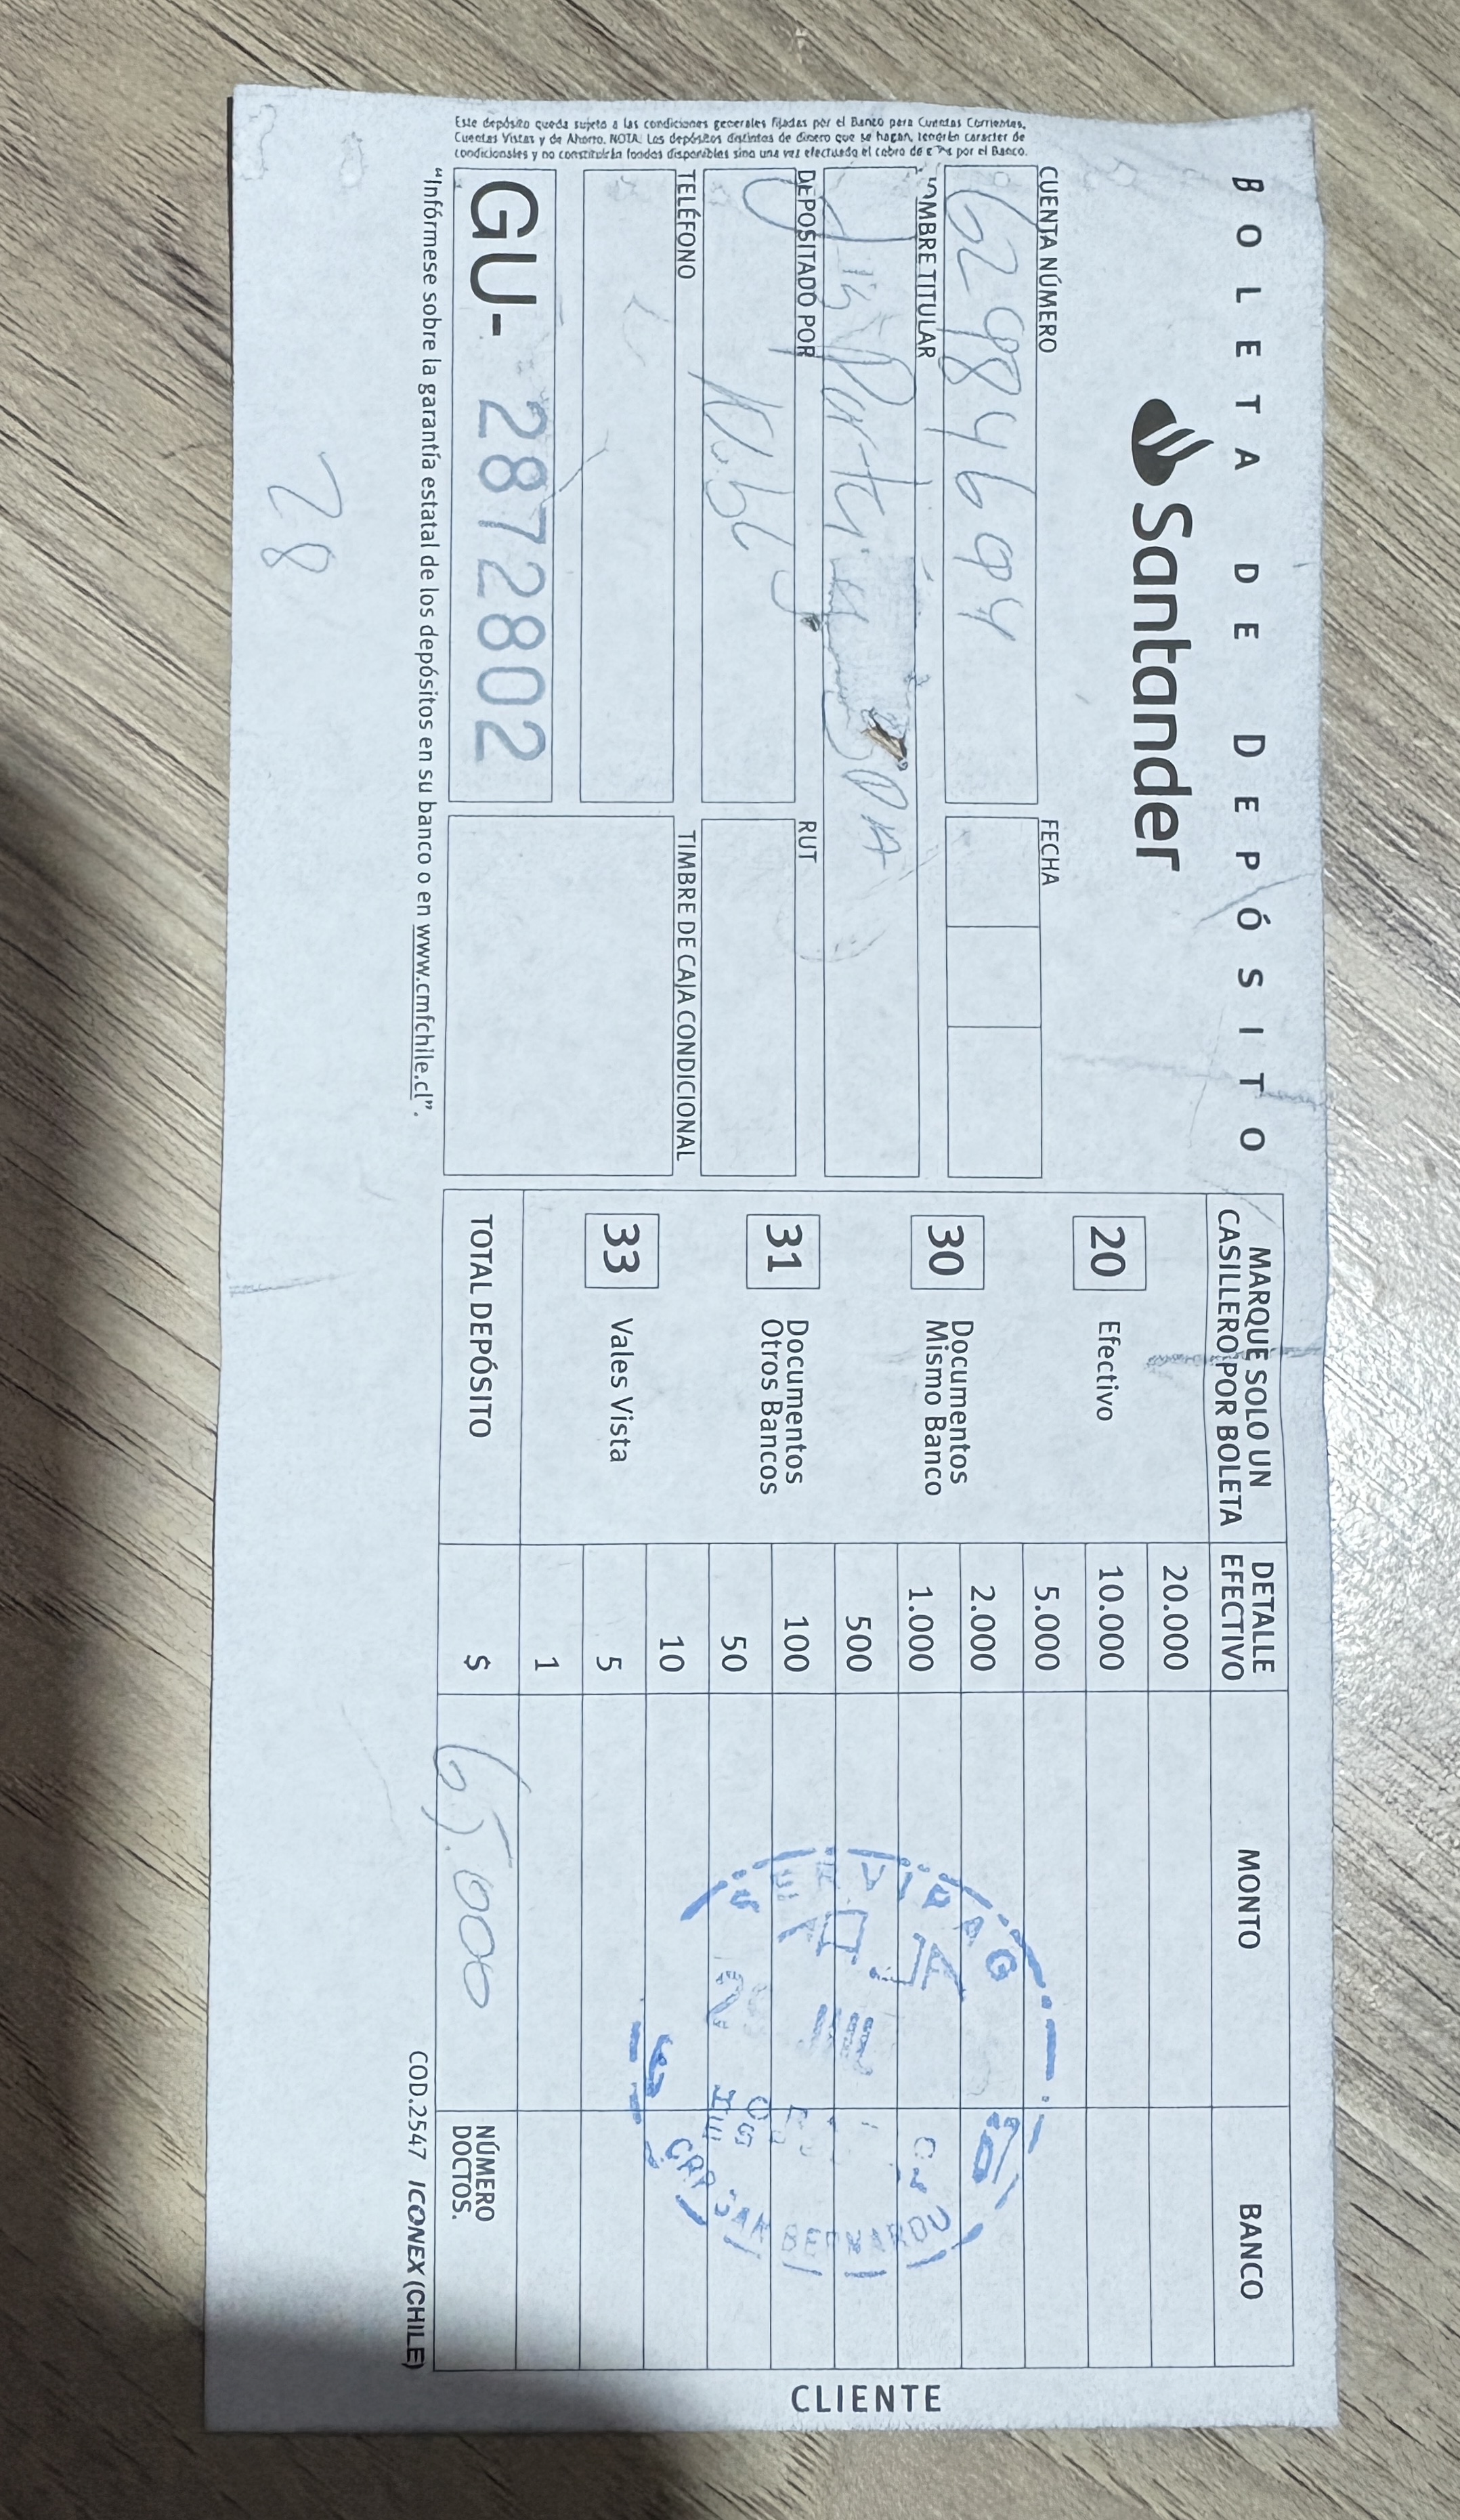 BOLETA DE DEPÓSITO
Santander
CUENTA NÚMERO
629846994
FECHA
OMBRE TITULAR
DEPOSITADO POR
RUT
TELÉFONO
TIMBRE DE CAJA CONDICIONAL
GU- 2872802
Este depósito queda sujeto a las condiciones generales fijadas por el Banco para Cuentas Corrientes,
Cuentas Vistas y de Ahorro. NOTA: Los depósitos distintos de dinero que se hagan, tendrán caracter de
condicionales y no constituirán fondos disponibles sino una vez efectuado el cobro de por el Banco.
“Infórmese sobre la garantía estatal de los depósitos en su banco o en www.cmfchile.cl”.
28
MARQUE SOLO UN
CASILLERO POR BOLETA
DETALLE
EFECTIVO
MONTO
BANCO
20 Efectivo
30 Documentos
Mismo Banco
31 Documentos
Otros Bancos
33 Vales Vista
20.000
10.000
5.000
2.000
1.000
500
100
50
10
5
1
TOTAL DEPÓSITO
$ 65.000
NÚMERO
DOCTOS.
SAN BERNARDO
COD.2547 ICONEX (CHILE)
CLIENTE